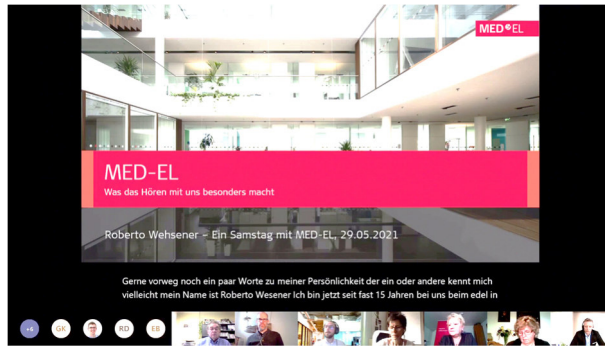 MED-EL
MED-EL
Was das Hören mit uns besonders macht
Roberto Wehsener – Ein Samstag mit MED-EL, 29.05.2021
Gerne vorweg noch ein paar Worte zu meiner Persönlichkeit der ein oder andere kennt mich
vielleicht mein Name ist Roberto Wesener Ich bin jetzt seit fast 15 Jahren bei uns beim edel in
+6
GK
RD
EB